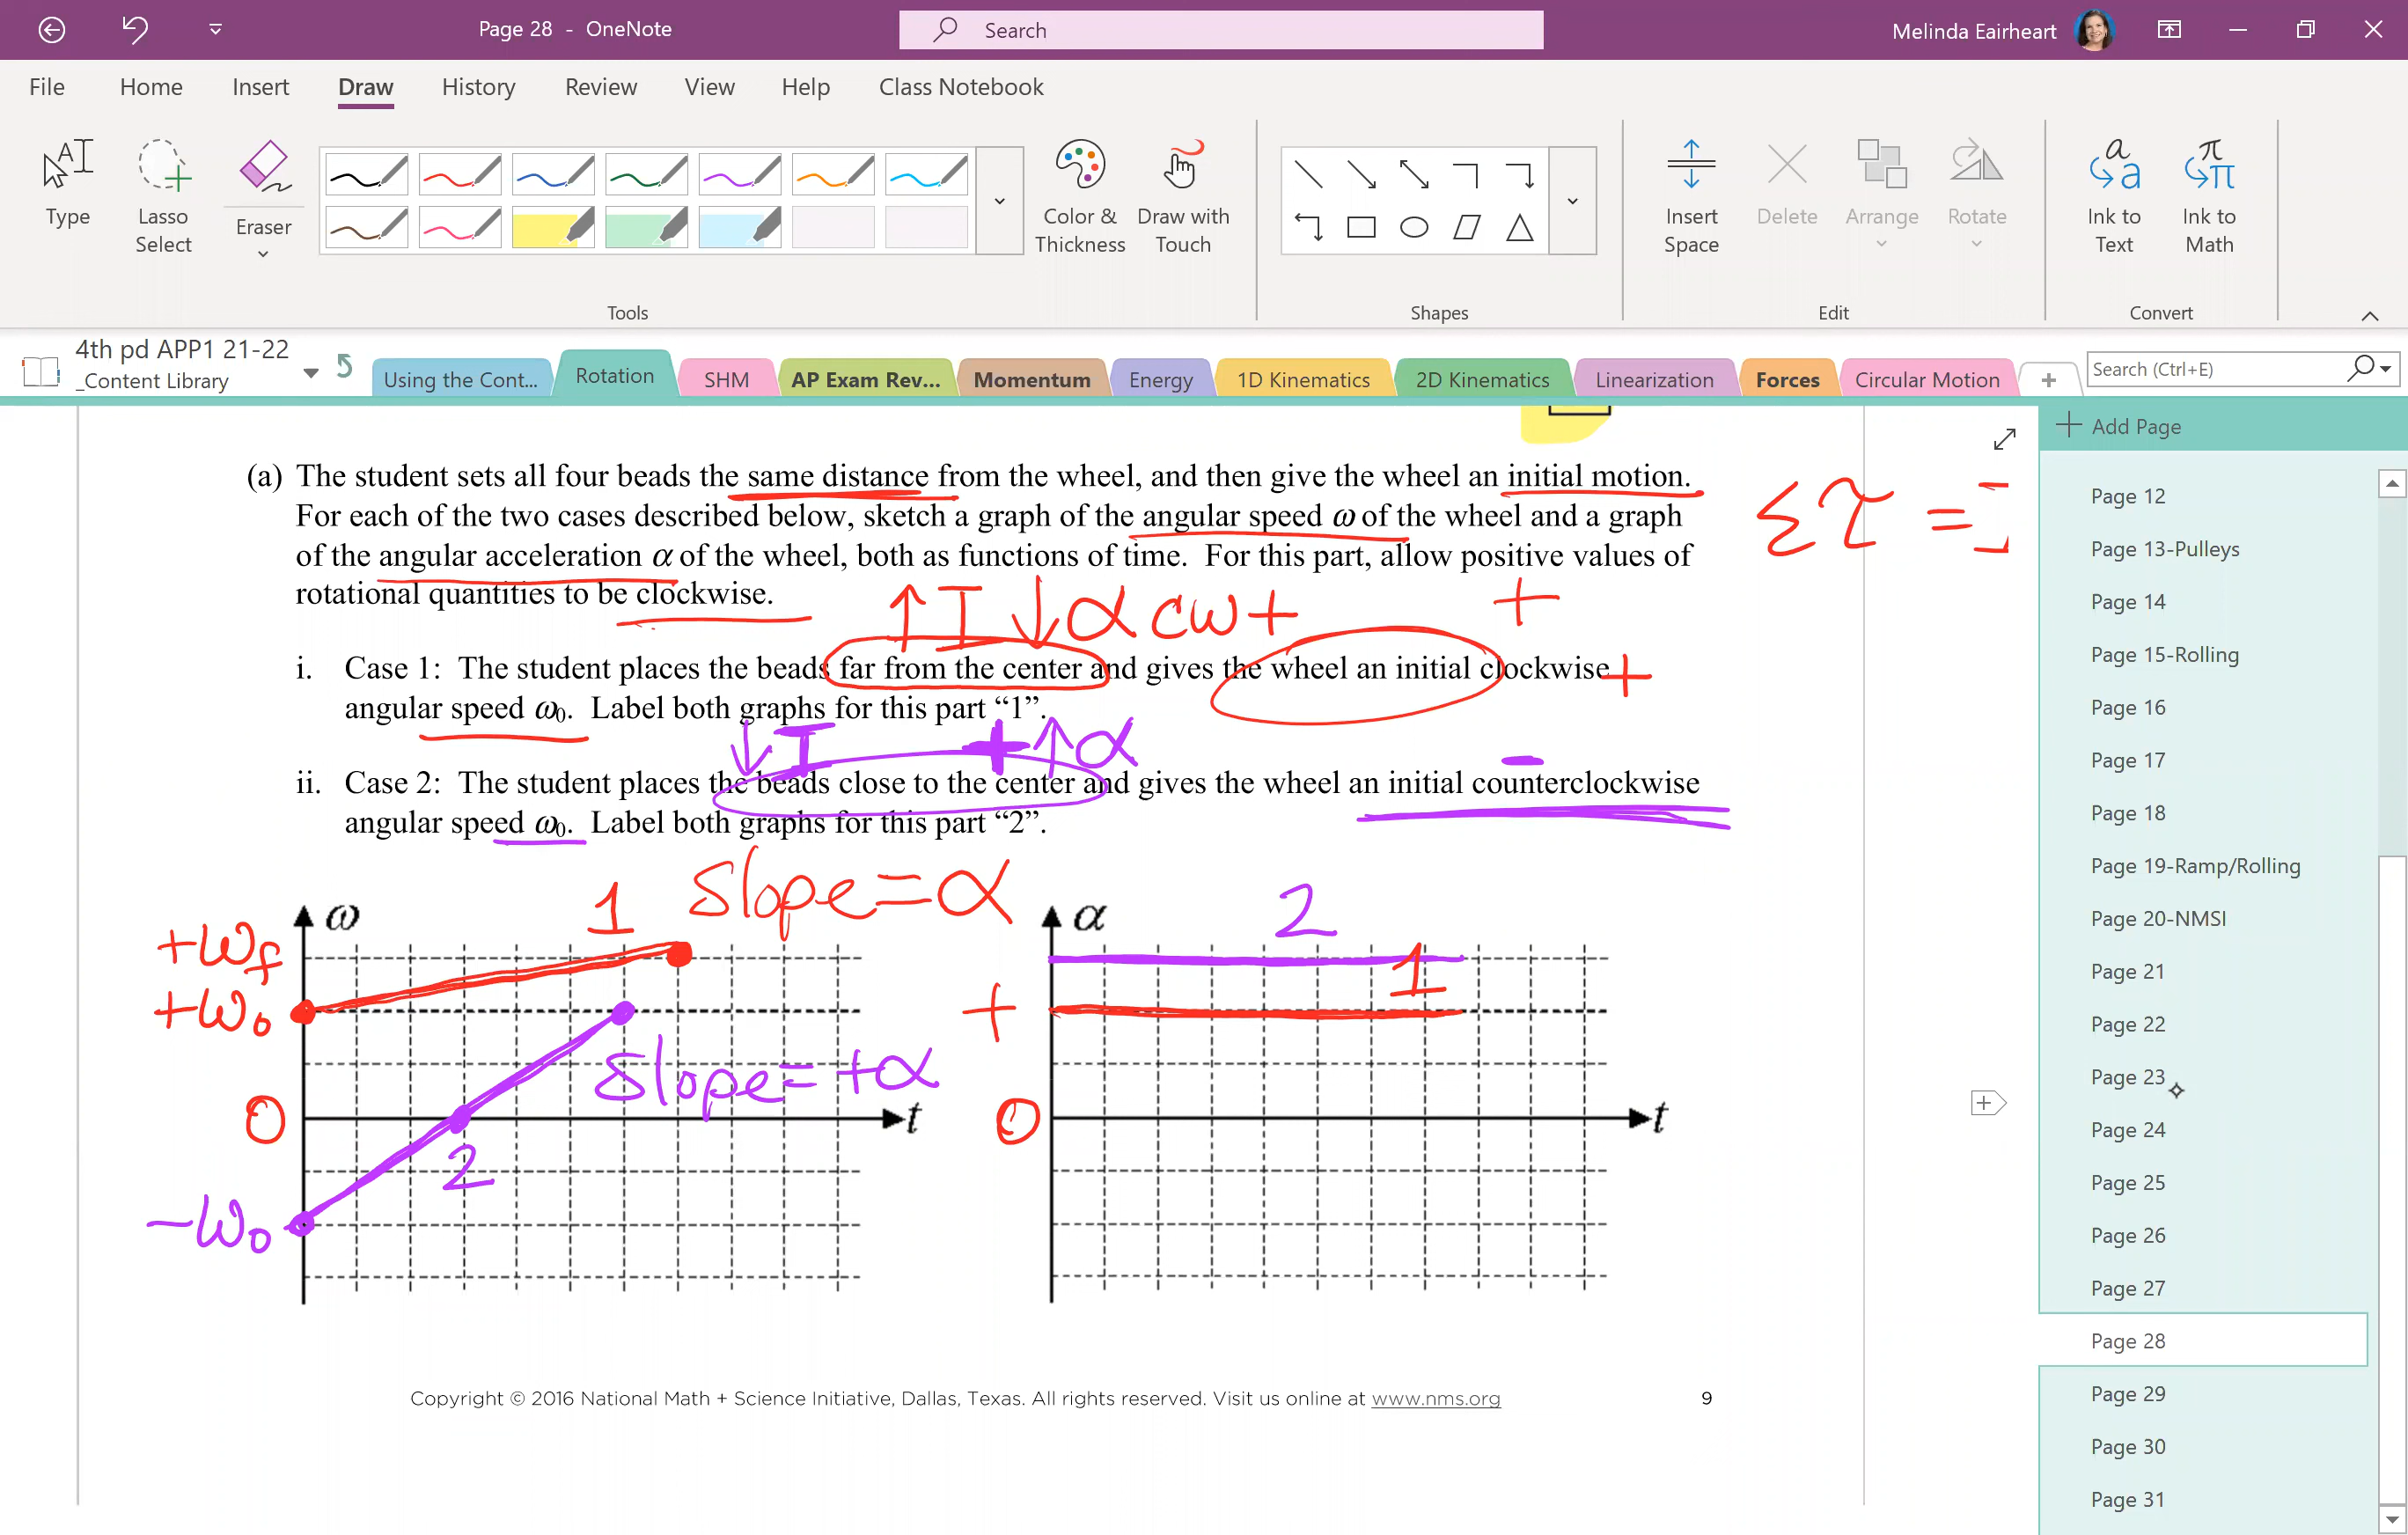 Page 28 - OneNote
Search
Melinda Eairheart
File Home Insert Draw History Review View Help Class Notebook
Type
Lasso Select
Eraser
Color & Thickness
Draw with Touch
Insert Space
Delete
Arrange
Rotate
Ink to Text
Ink to Math
Tools Shapes Edit Convert
4th pd APP1 21-22
_Content Library
Using the Cont... Rotation SHM AP Exam Rev... Momentum Energy 1D Kinematics 2D Kinematics Linearization Forces Circular Motion +
Search (Ctrl+E)
(a) The student sets all four beads the same distance from the wheel, and then give the wheel an initial motion.
For each of the two cases described below, sketch a graph of the angular speed ω of the wheel and a graph
of the angular acceleration α of the wheel, both as functions of time. For this part, allow positive values of
rotational quantities to be clockwise.
Στ = I
↑ I ↓ α cw + +
i. Case 1: The student places the beads far from the center and gives the wheel an initial clockwise +
angular speed ω₀. Label both graphs for this part “1”.
↓ I + ↑ α −
ii. Case 2: The student places the beads close to the center and gives the wheel an initial counterclockwise
angular speed ω₀. Label both graphs for this part “2”.
1 slope = α
ω
+ωf
+ω₀
slope = +α
0
t
2
−ω₀
α
2
1
+
0
t
Copyright © 2016 National Math + Science Initiative, Dallas, Texas. All rights reserved. Visit us online at www.nms.org 9
Add Page
Page 12
Page 13-Pulleys
Page 14
Page 15-Rolling
Page 16
Page 17
Page 18
Page 19-Ramp/Rolling
Page 20-NMSI
Page 21
Page 22
Page 23
Page 24
Page 25
Page 26
Page 27
Page 28
Page 29
Page 30
Page 31